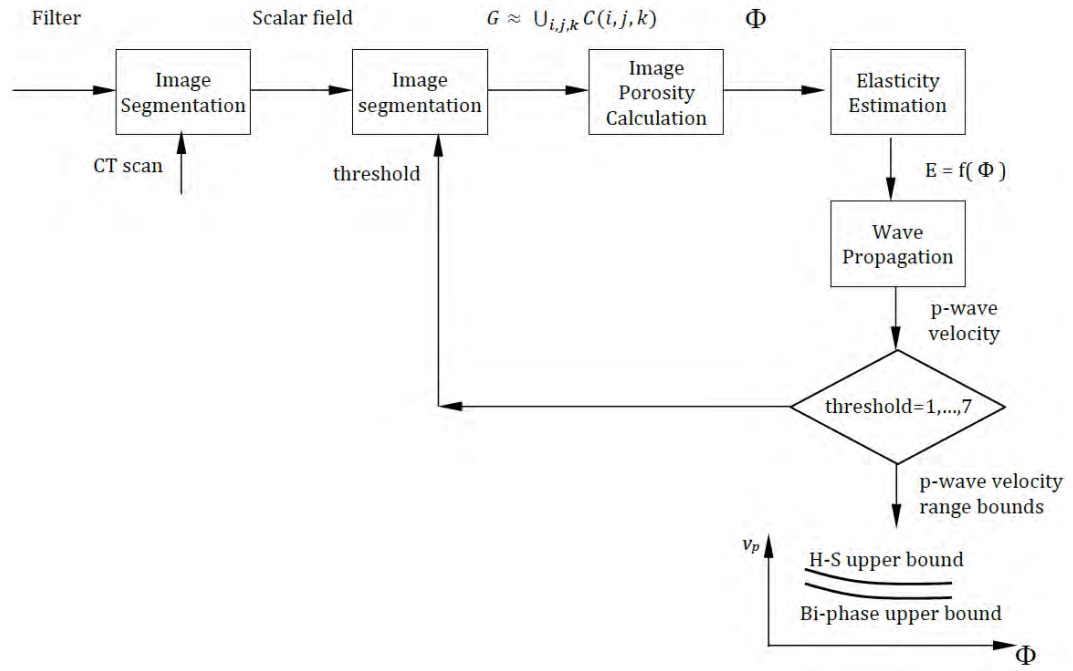 Filter
Scalar field
G ≈ ⋃i,j,k C(i, j, k)
Φ
Image
Segmentation
Image
segmentation
Image
Porosity
Calculation
Elasticity
Estimation
CT scan
threshold
E = f( Φ )
Wave
Propagation
p-wave
velocity
threshold=1,...,7
p-wave velocity
range bounds
vp
H-S upper bound
Bi-phase upper bound
Φ